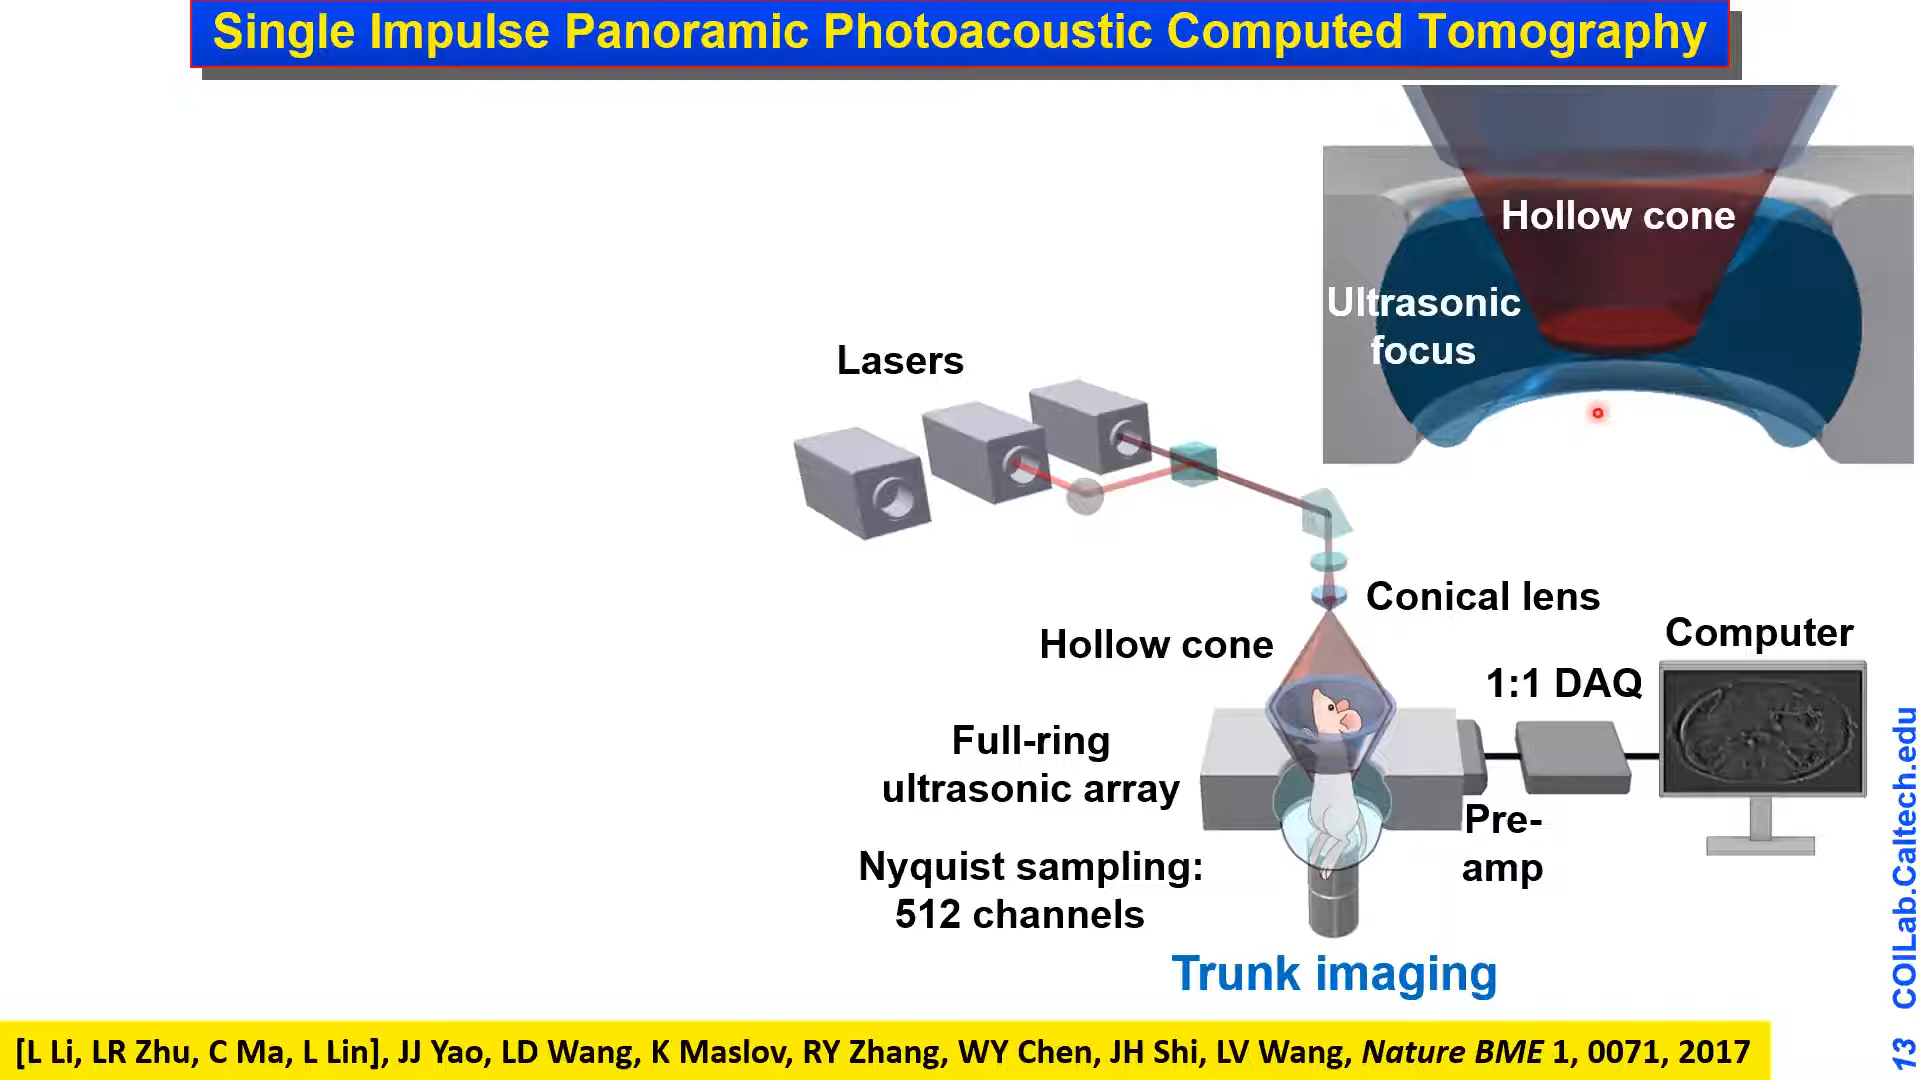 Single Impulse Panoramic Photoacoustic Computed Tomography
Hollow cone
Ultrasonic
focus
Lasers
Conical lens
Hollow cone
Computer
1:1 DAQ
Full-ring
ultrasonic array
Pre-
amp
Nyquist sampling:
512 channels
Trunk imaging
[L Li, LR Zhu, C Ma, L Lin], JJ Yao, LD Wang, K Maslov, RY Zhang, WY Chen, JH Shi, LV Wang, Nature BME 1, 0071, 2017
13 COILab.Caltech.edu